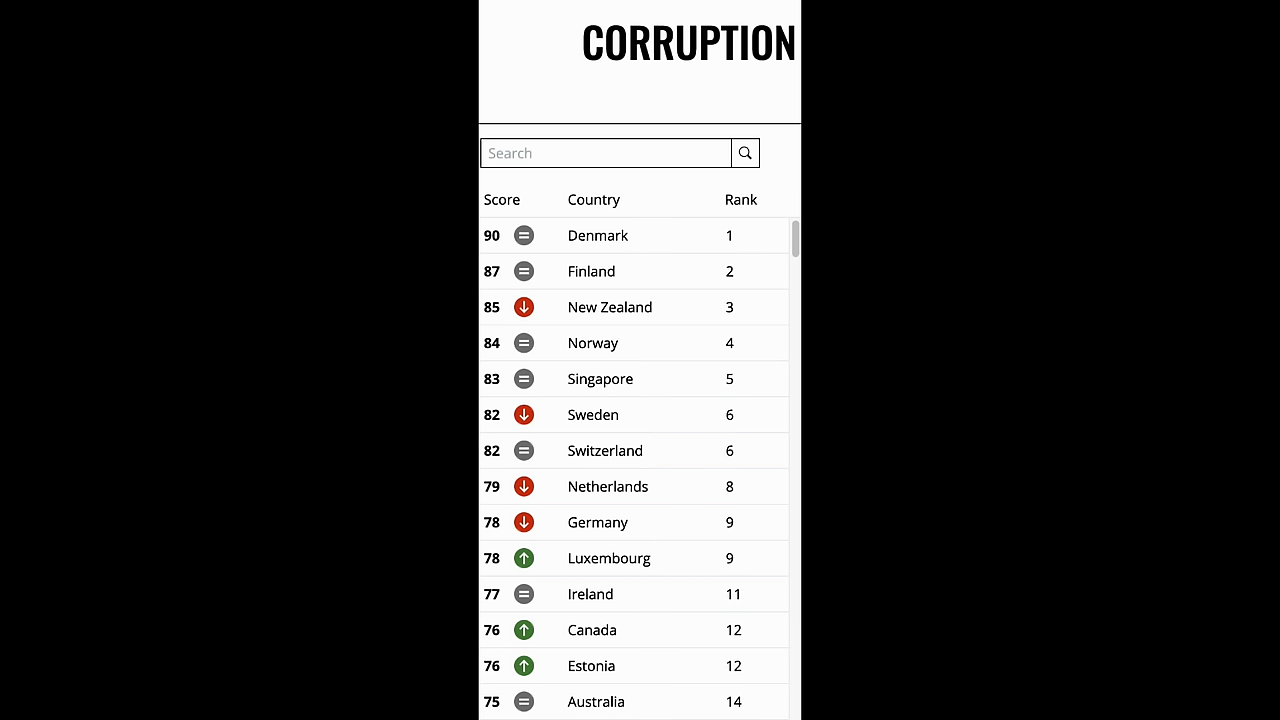 CORRUPTION
Search
Score Country Rank
90 Denmark 1
87 Finland 2
85 New Zealand 3
84 Norway 4
83 Singapore 5
82 Sweden 6
82 Switzerland 6
79 Netherlands 8
78 Germany 9
78 Luxembourg 9
77 Ireland 11
76 Canada 12
76 Estonia 12
75 Australia 14